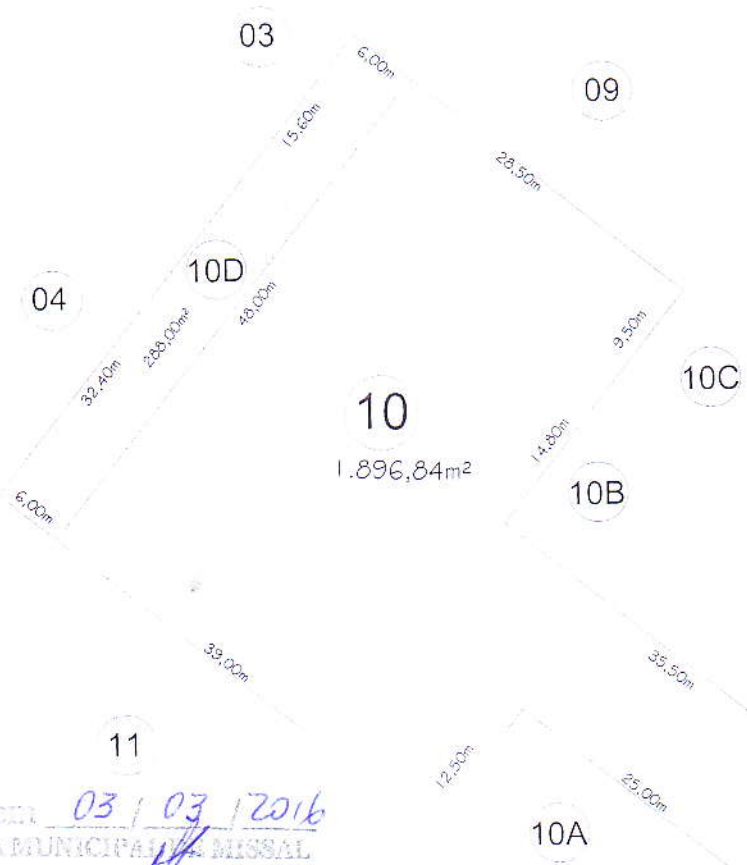 03
6,00m
09
15,60m
28,50m
10D
04
48,00m
288,00m²
9,50m
32,40m
10C
10
14,80m
1.896,84m²
10B
6,00m
39,00m
35,50m
11
12,50m
25,00m
03 / 03 / 2016
MUNICIPAL DE MISSAL
10A